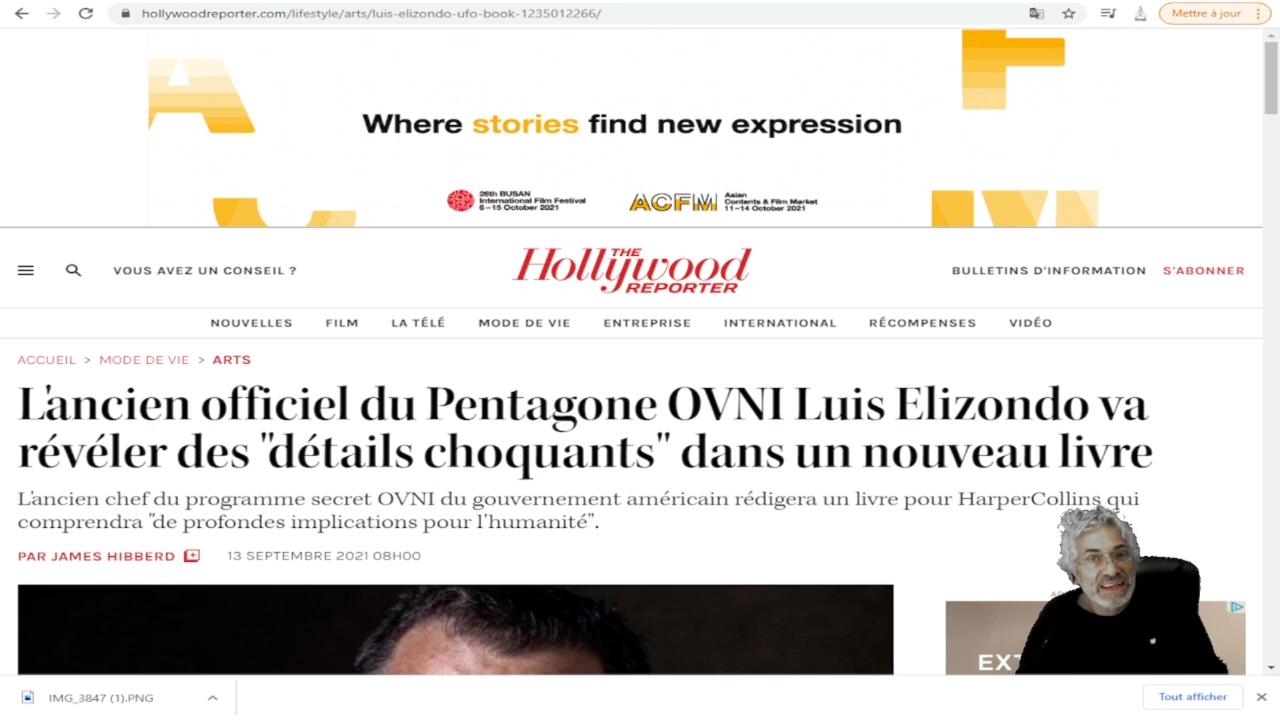 hollywoodreporter.com/lifestyle/arts/luis-elizondo-ufo-book-1235012266/
Mettre à jour
Where stories find new expression
26th BUSAN
International Film Festival
6–15 October 2021
ACFM
Asian
Contents & Film Market
11–14 October 2021
VOUS AVEZ UN CONSEIL ?
THE
Hollywood
REPORTER
BULLETINS D'INFORMATION
S'ABONNER
NOUVELLES FILM LA TÉLÉ MODE DE VIE ENTREPRISE INTERNATIONAL RÉCOMPENSES VIDÉO
ACCUEIL > MODE DE VIE > ARTS
L'ancien officiel du Pentagone OVNI Luis Elizondo va
révéler des "détails choquants" dans un nouveau livre
L'ancien chef du programme secret OVNI du gouvernement américain rédigera un livre pour HarperCollins qui
comprendra "de profondes implications pour l'humanité".
PAR JAMES HIBBERD
13 SEPTEMBRE 2021 08H00
EXT
IMG_3847 (1).PNG
Tout afficher